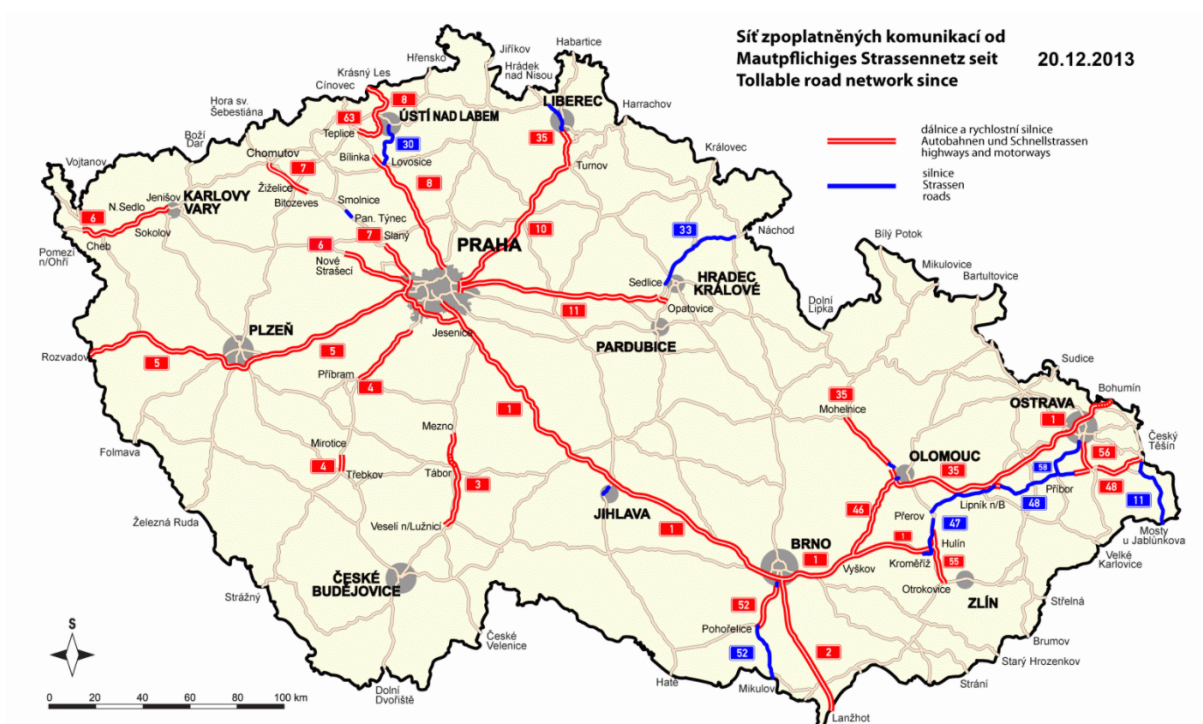 Síť zpoplatněných komunikací od
Mautpflichiges Strassennetz seit 20.12.2013
Tollable road network since
dálnice a rychlostní silnice
Autobahnen und Schnellstrassen
highways and motorways
silnice
Strassen
roads
Jiříkov
Habartice
Hřensko
Hrádek
nad Nisou
Krásný Les
Cínovec
8
LIBEREC
Hora sv.
Šebestiána
63
ÚSTÍ NAD LABEM
Harrachov
Teplice
30
35
Boží
Dar
Bílinka
Lovosice
Královec
Vojtanov
Chomutov
7
8
Turnov
Jenišov
KARLOVY
VARY
Žiželice
Bitozeves
Smolnice
6
N.Sedlo
Pan. Týnec
10
33
Náchod
Sokolov
7
Slaný
PRAHA
Bílý Potok
Pomezí
n/Ohří
Cheb
6
Nové
Strašecí
Mikulovice
Sedlice
HRADEC
KRÁLOVÉ
Bartultovice
11
Opatovice
Dolní
Lipka
PLZEŇ
Jesenice
PARDUBICE
Rozvadov
5
5
Sudice
Příbram
4
Bohumín
35
OSTRAVA
1
Mohelnice
1
Mezno
Český
Těšín
Mirotice
OLOMOUC
56
Folmava
4
Třebkov
Tábor
35
58
Příbor
48
3
Lipník n/B
48
11
JIHLAVA
46
Přerov
Železná Ruda
Veselí n/Lužnicí
1
47
Mosty
u Jablůnkova
BRNO
1
1
Hulín
Velké
Karlovice
Vyškov
Kroměříž
55
ČESKÉ
BUDĚJOVICE
Otrokovice
ZLÍN
Strážný
52
Střelná
S
České
Velenice
Pohořelice
Brumov
52
2
Starý Hrozenkov
Dolní
Dvořiště
Hatě
Mikulov
Strání
0 20 40 60 80 100 km
Lanžhot